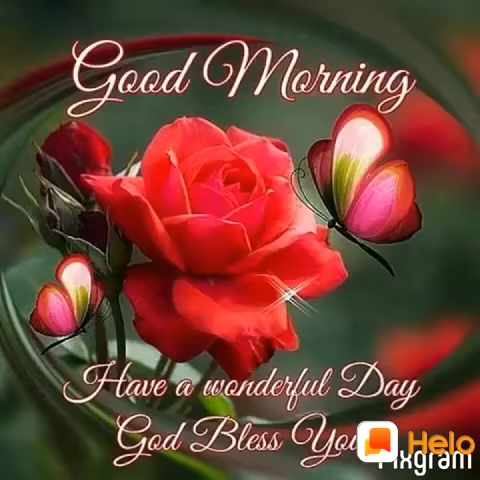 Good Morning
Have a wonderful Day
God Bless You
Helo
Pixgram